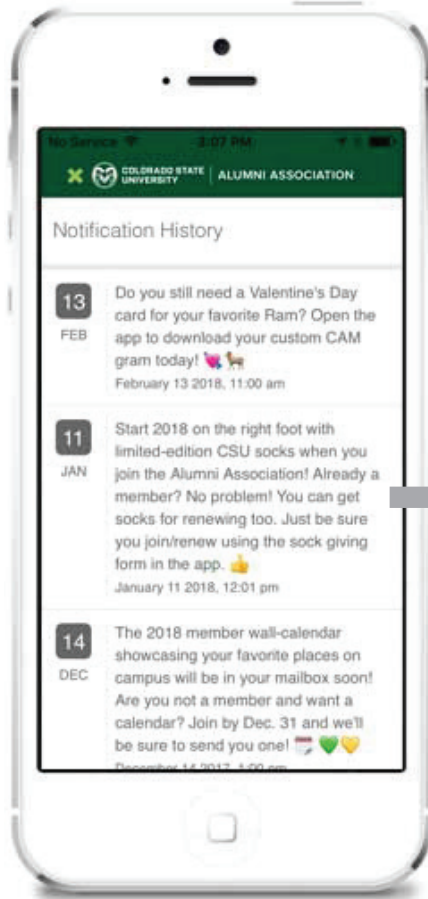 No Service 3:07 PM
COLORADO STATE
UNIVERSITY
ALUMNI ASSOCIATION
Notification History
13
FEB
Do you still need a Valentine's Day
card for your favorite Ram? Open the
app to download your custom CAM
gram today! 💘 🐏
February 13 2018, 11:00 am
11
JAN
Start 2018 on the right foot with
limited-edition CSU socks when you
join the Alumni Association! Already a
member? No problem! You can get
socks for renewing too. Just be sure
you join/renew using the sock giving
form in the app. 👍
January 11 2018, 12:01 pm
14
DEC
The 2018 member wall-calendar
showcasing your favorite places on
campus will be in your mailbox soon!
Are you not a member and want a
calendar? Join by Dec. 31 and we'll
be sure to send you one! 🗓️ 💚 💛
December 14 2017, 1:00 pm